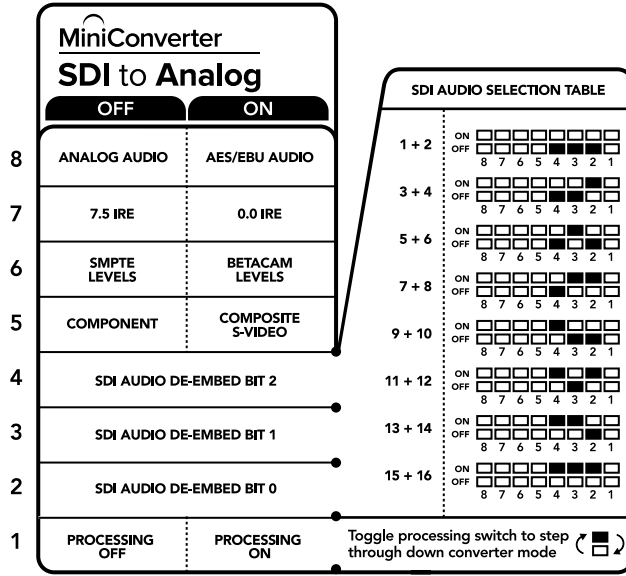 MiniConverter
SDI to Analog
OFF ON
8 ANALOG AUDIO AES/EBU AUDIO
7 7.5 IRE 0.0 IRE
6 SMPTE LEVELS BETACAM LEVELS
5 COMPONENT COMPOSITE S-VIDEO
4 SDI AUDIO DE-EMBED BIT 2
3 SDI AUDIO DE-EMBED BIT 1
2 SDI AUDIO DE-EMBED BIT 0
1 PROCESSING OFF PROCESSING ON
SDI AUDIO SELECTION TABLE
1 + 2 ON
OFF
8 7 6 5 4 3 2 1
3 + 4 ON
OFF
8 7 6 5 4 3 2 1
5 + 6 ON
OFF
8 7 6 5 4 3 2 1
7 + 8 ON
OFF
8 7 6 5 4 3 2 1
9 + 10 ON
OFF
8 7 6 5 4 3 2 1
11 + 12 ON
OFF
8 7 6 5 4 3 2 1
13 + 14 ON
OFF
8 7 6 5 4 3 2 1
15 + 16 ON
OFF
8 7 6 5 4 3 2 1
Toggle processing switch to step
through down converter mode